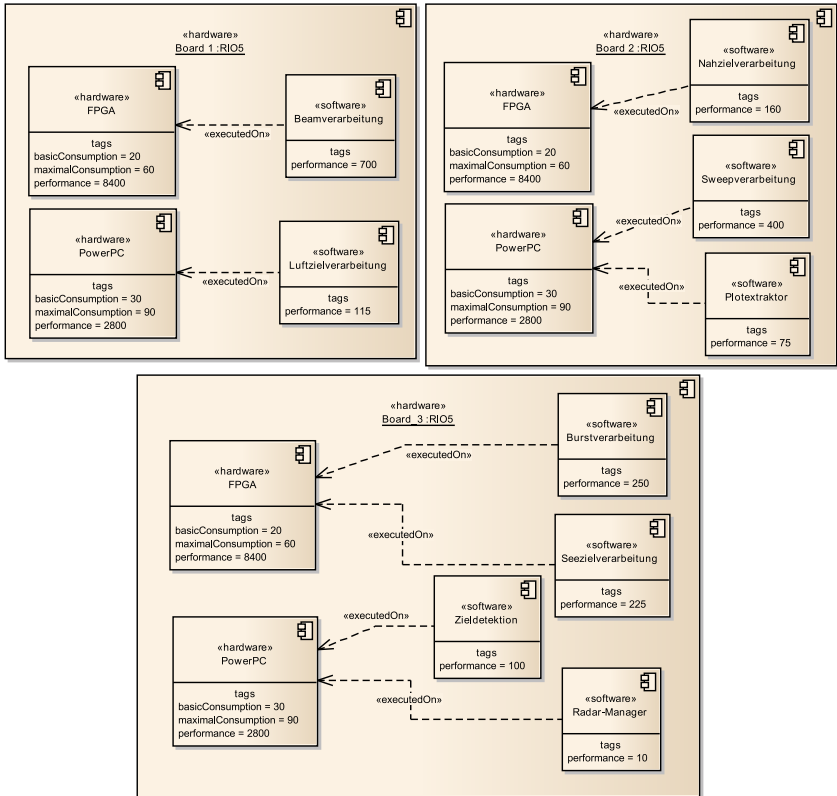 «hardware»
Board 1 :RIO5
«hardware»
FPGA
tags
basicConsumption = 20
maximalConsumption = 60
performance = 8400
«executedOn»
«software»
Beamverarbeitung
tags
performance = 700
«hardware»
PowerPC
tags
basicConsumption = 30
maximalConsumption = 90
performance = 2800
«executedOn»
«software»
Luftzielverarbeitung
tags
performance = 115
«hardware»
Board 2 :RIO5
«hardware»
FPGA
tags
basicConsumption = 20
maximalConsumption = 60
performance = 8400
«executedOn»
«software»
Nahzielverarbeitung
tags
performance = 160
«hardware»
PowerPC
tags
basicConsumption = 30
maximalConsumption = 90
performance = 2800
«executedOn»
«software»
Sweepverarbeitung
tags
performance = 400
«executedOn»
«software»
Plotextraktor
tags
performance = 75
«hardware»
Board_3 :RIO5
«hardware»
FPGA
tags
basicConsumption = 20
maximalConsumption = 60
performance = 8400
«executedOn»
«software»
Burstverarbeitung
tags
performance = 250
«executedOn»
«software»
Seezielverarbeitung
tags
performance = 225
«hardware»
PowerPC
tags
basicConsumption = 30
maximalConsumption = 90
performance = 2800
«executedOn»
«software»
Zieldetektion
tags
performance = 100
«executedOn»
«software»
Radar-Manager
tags
performance = 10